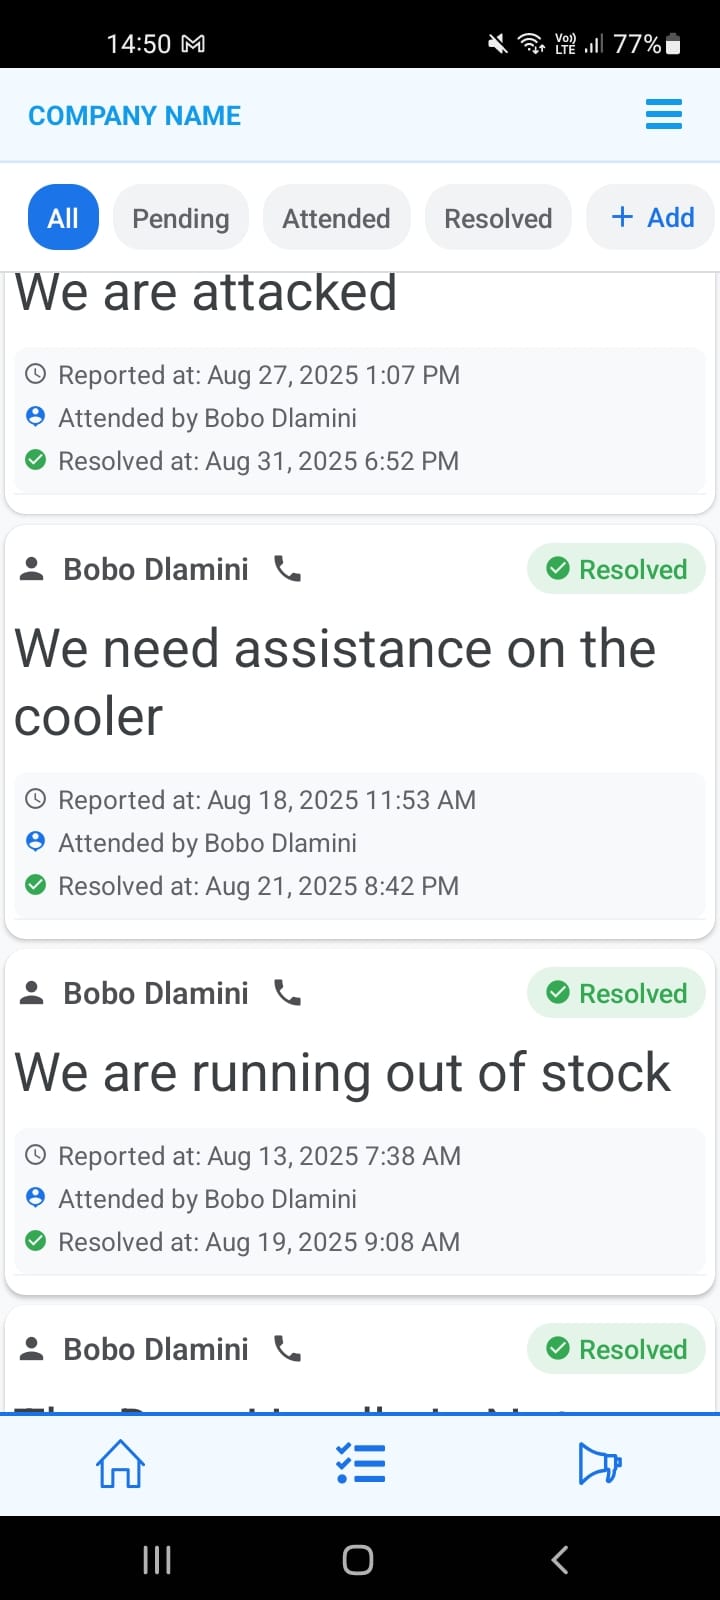 14:50
Vo)) LTE 77%
COMPANY NAME
All Pending Attended Resolved + Add
We are attacked
Reported at: Aug 27, 2025 1:07 PM
Attended by Bobo Dlamini
Resolved at: Aug 31, 2025 6:52 PM
Bobo Dlamini Resolved
We need assistance on the
cooler
Reported at: Aug 18, 2025 11:53 AM
Attended by Bobo Dlamini
Resolved at: Aug 21, 2025 8:42 PM
Bobo Dlamini Resolved
We are running out of stock
Reported at: Aug 13, 2025 7:38 AM
Attended by Bobo Dlamini
Resolved at: Aug 19, 2025 9:08 AM
Bobo Dlamini Resolved